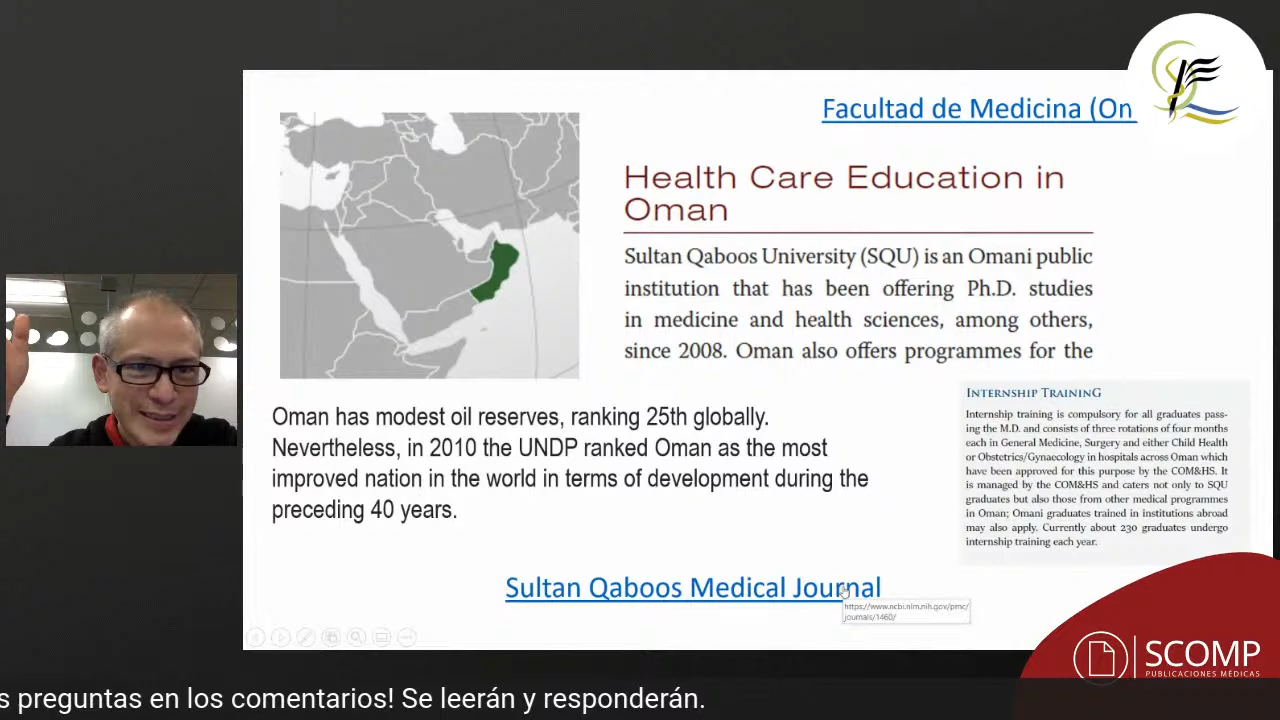 Facultad de Medicina (On
Health Care Education in
Oman
Sultan Qaboos University (SQU) is an Omani public
institution that has been offering Ph.D. studies
in medicine and health sciences, among others,
since 2008. Oman also offers programmes for the
Oman has modest oil reserves, ranking 25th globally.
Nevertheless, in 2010 the UNDP ranked Oman as the most
improved nation in the world in terms of development during the
preceding 40 years.
INTERNSHIP TRAINING
Internship training is compulsory for all graduates pass-
ing the M.D. and consists of three rotations of four months
each in General Medicine, Surgery and either Child Health
or Obstetrics/Gynaecology in hospitals across Oman which
have been approved for this purpose by the COM&HS. It
is managed by the COM&HS and caters not only to SQU
graduates but also those from other medical programmes
in Oman; Omani graduates trained in institutions abroad
may also apply. Currently about 230 graduates undergo
internship training each year.
Sultan Qaboos Medical Journal
https://www.ncbi.nlm.nih.gov/pmc/
journals/1460/
SCOMP
PUBLICACIONES MÉDICAS
s preguntas en los comentarios! Se leerán y responderán.